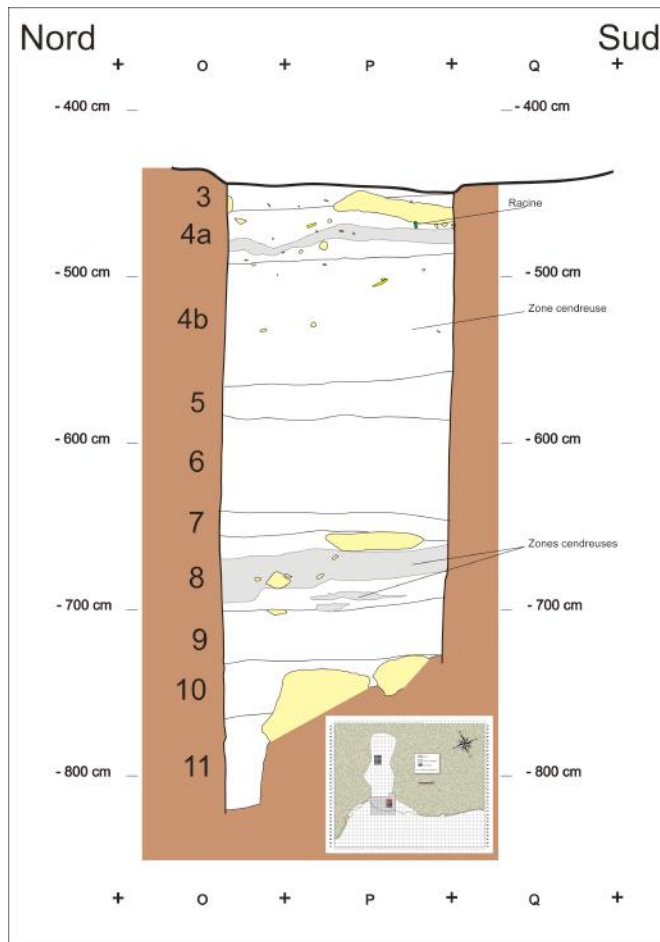 Nord Sud
+ O + P + Q +
- 400 cm - 400 cm
3
Racine
4a
- 500 cm - 500 cm
4b Zone cendreuse
5
- 600 cm - 600 cm
6
7
Zones cendreuses
8
- 700 cm - 700 cm
9
10
11
- 800 cm - 800 cm
+ O + P + Q +